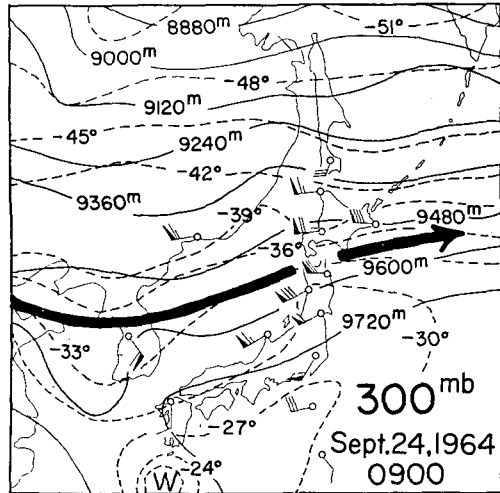 8880ᵐ
-51°
9000ᵐ
-48°
9120ᵐ
-45°
9240ᵐ
-42°
9360ᵐ
-39°
9480ᵐ
-36°
9600ᵐ
9720ᵐ
-33°
-30°
300ᵐᵇ
-27°
Sept.24,1964
-24°
0900
W